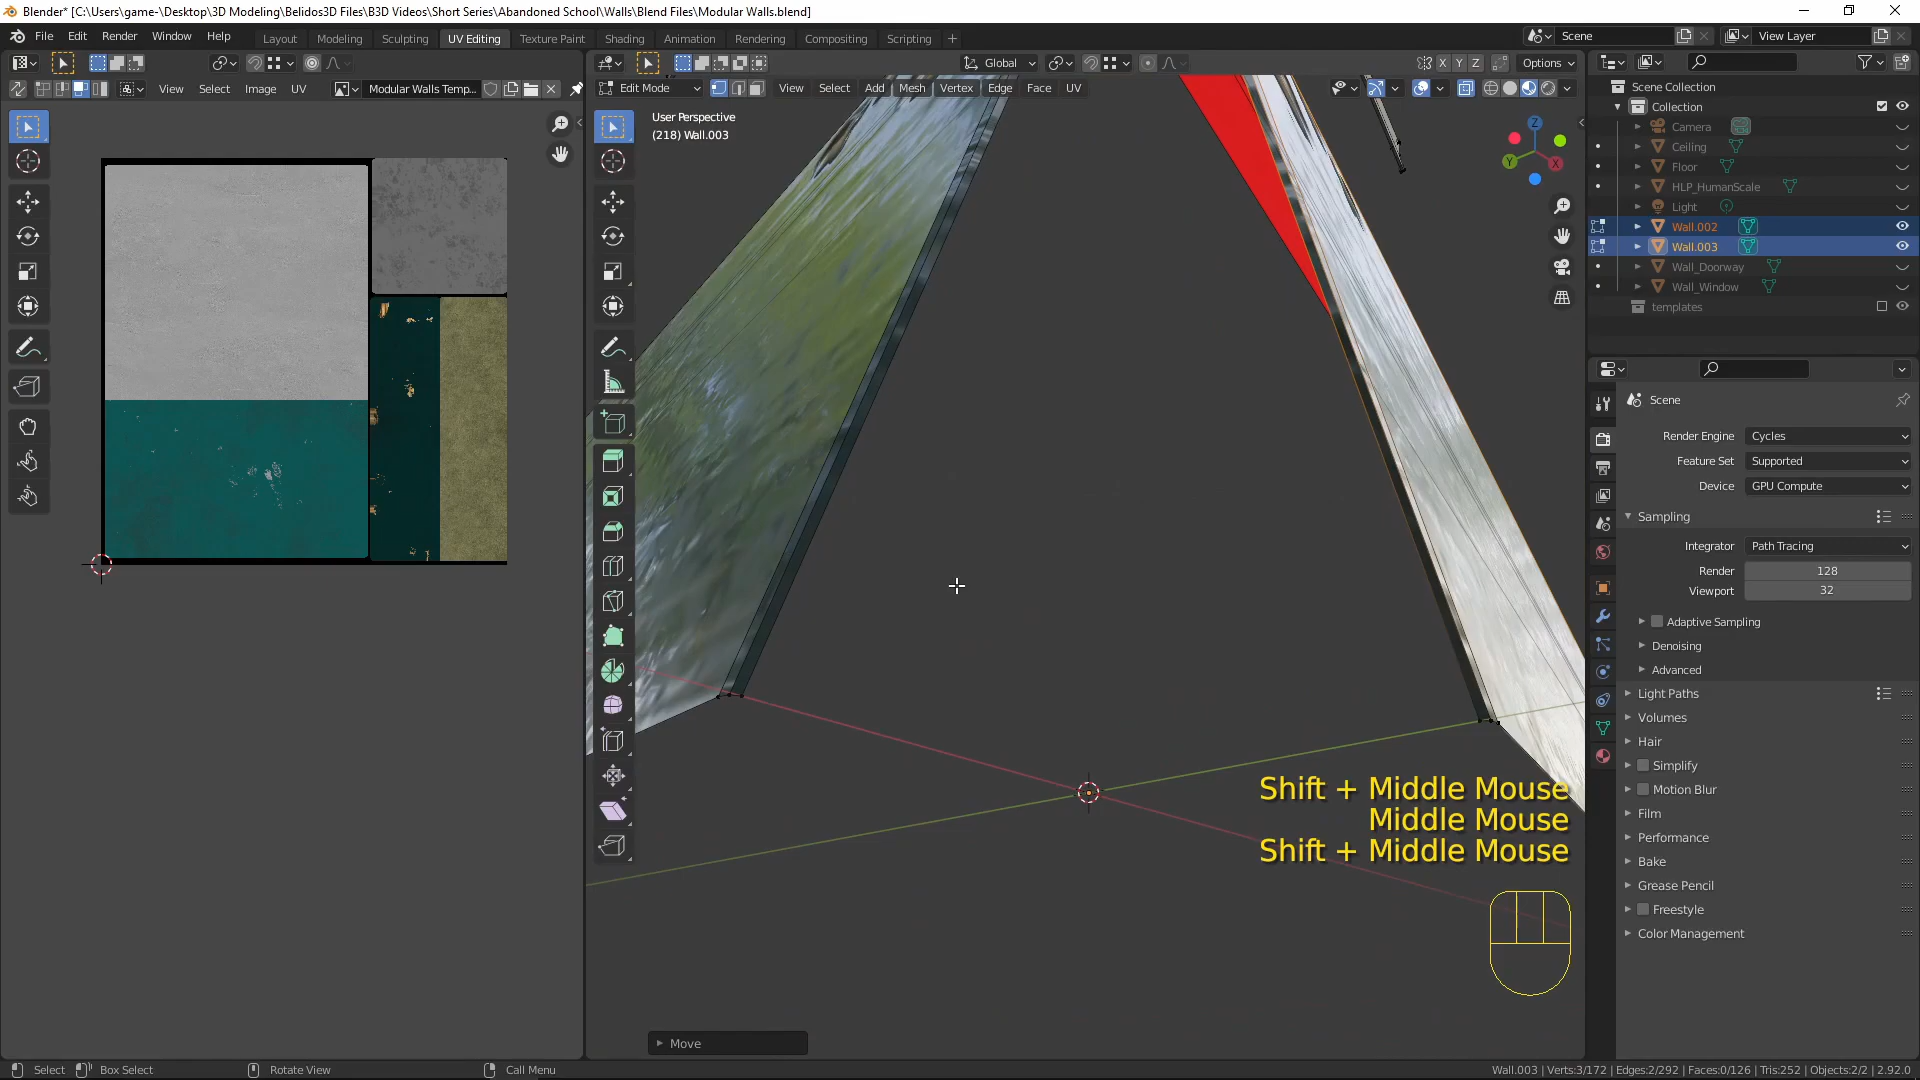 Blender* [C:\Users\game-\Desktop\3D Modeling\Belidos3D Files\B3D Videos\Short Series\Abandoned School\Walls\Blend Files\Modular Walls.blend]
File Edit Render Window Help Layout Modeling Sculpting UV Editing Texture Paint Shading Animation Rendering Compositing Scripting + Scene View Layer
Global X Y Z Options
View Select Image UV Modular Walls Temp...
Edit Mode View Select Add Mesh Vertex Edge Face UV
User Perspective
(218) Wall.003
Z
Y
X
Scene Collection
Collection
Camera
Ceiling
Floor
HLP_HumanScale
Light
Wall.002
Wall.003
Wall_Doorway
Wall_Window
templates
Scene
Render Engine Cycles
Feature Set Supported
Device GPU Compute
Sampling
Integrator Path Tracing
Render 128
Viewport 32
Adaptive Sampling
Denoising
Advanced
Light Paths
Volumes
Hair
Simplify
Motion Blur
Film
Performance
Bake
Grease Pencil
Freestyle
Color Management
Shift + Middle Mouse
Middle Mouse
Shift + Middle Mouse
Move
Select Box Select Rotate View Call Menu Wall.003 | Verts:3/172 | Edges:2/292 | Faces:0/126 | Tris:252 | Objects:2/2 | 2.92.0